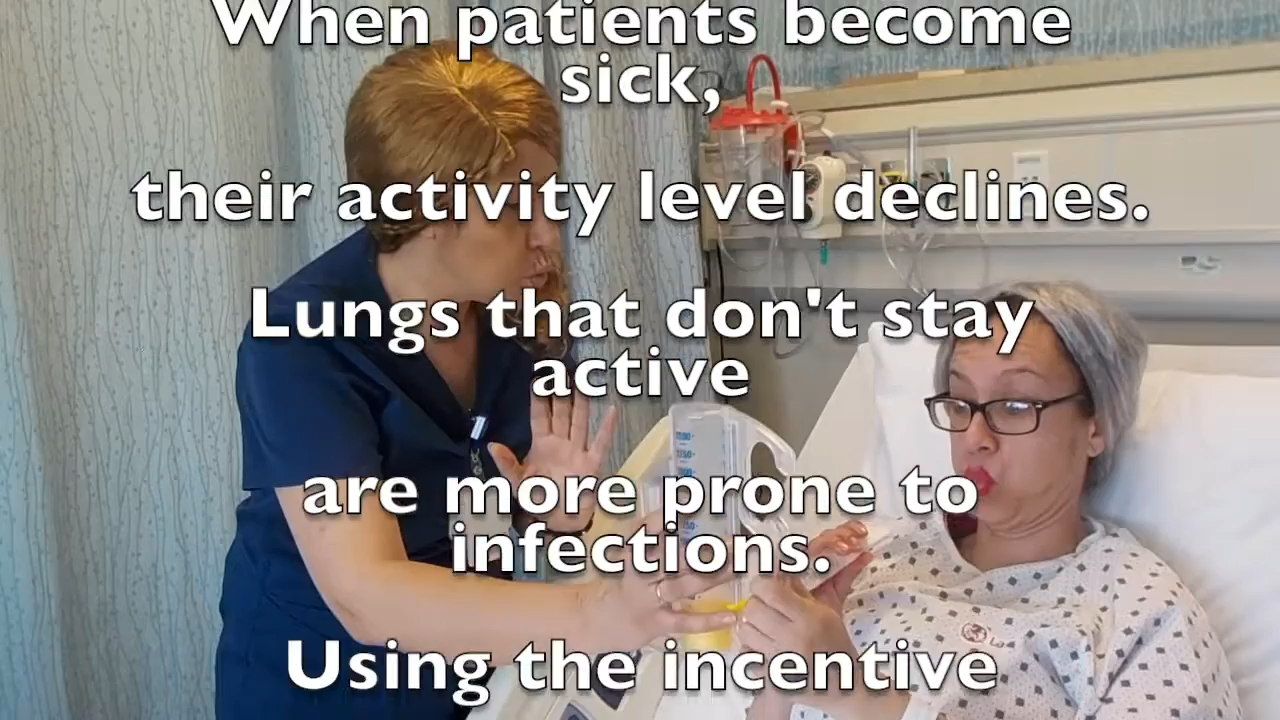 When patients become
sick,
their activity level declines.
Lungs that don't stay
active
are more prone to
infections.
Using the incentive